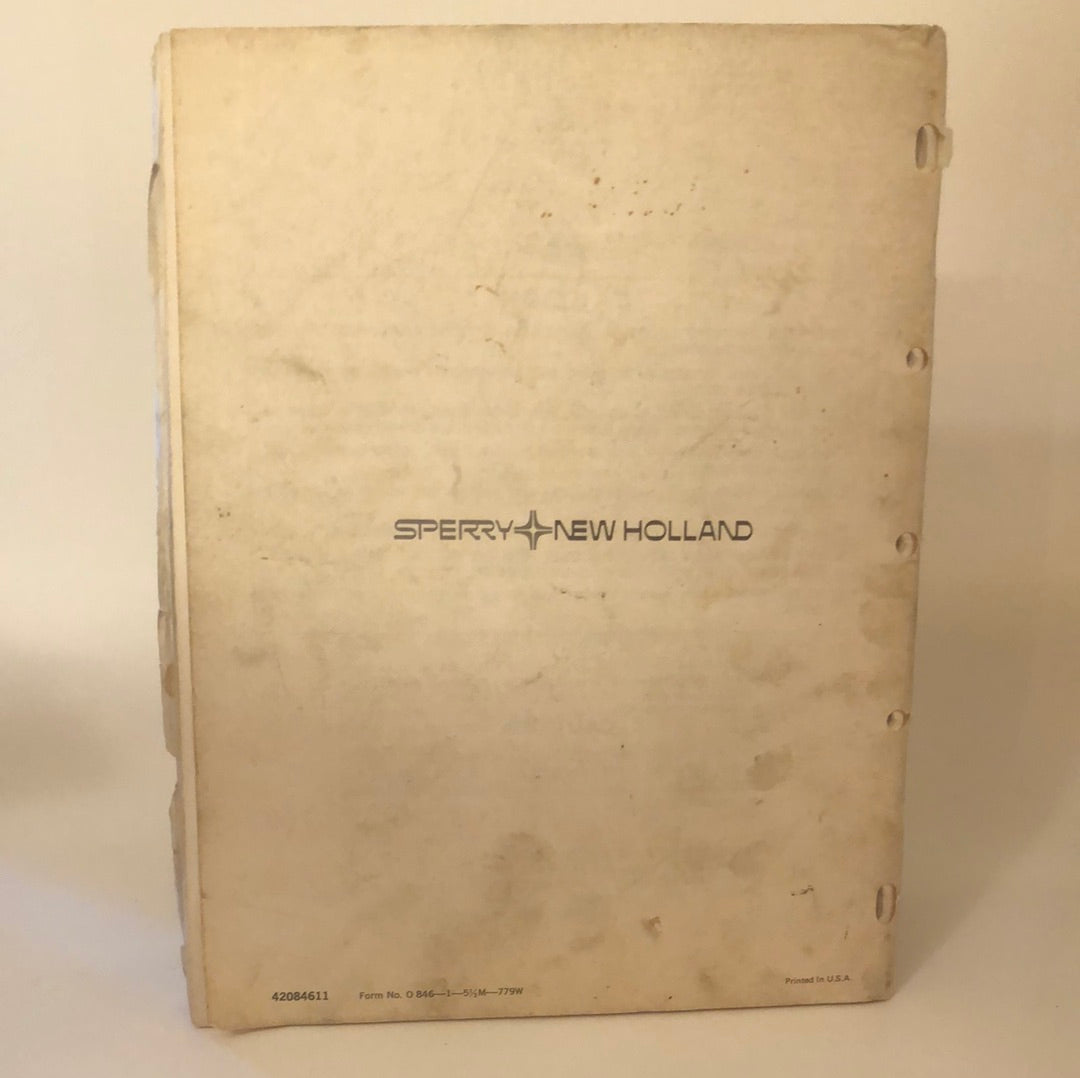 SPERRY NEW HOLLAND
42084611 Form No. O 846—1—5½M—779W
Printed In U.S.A.